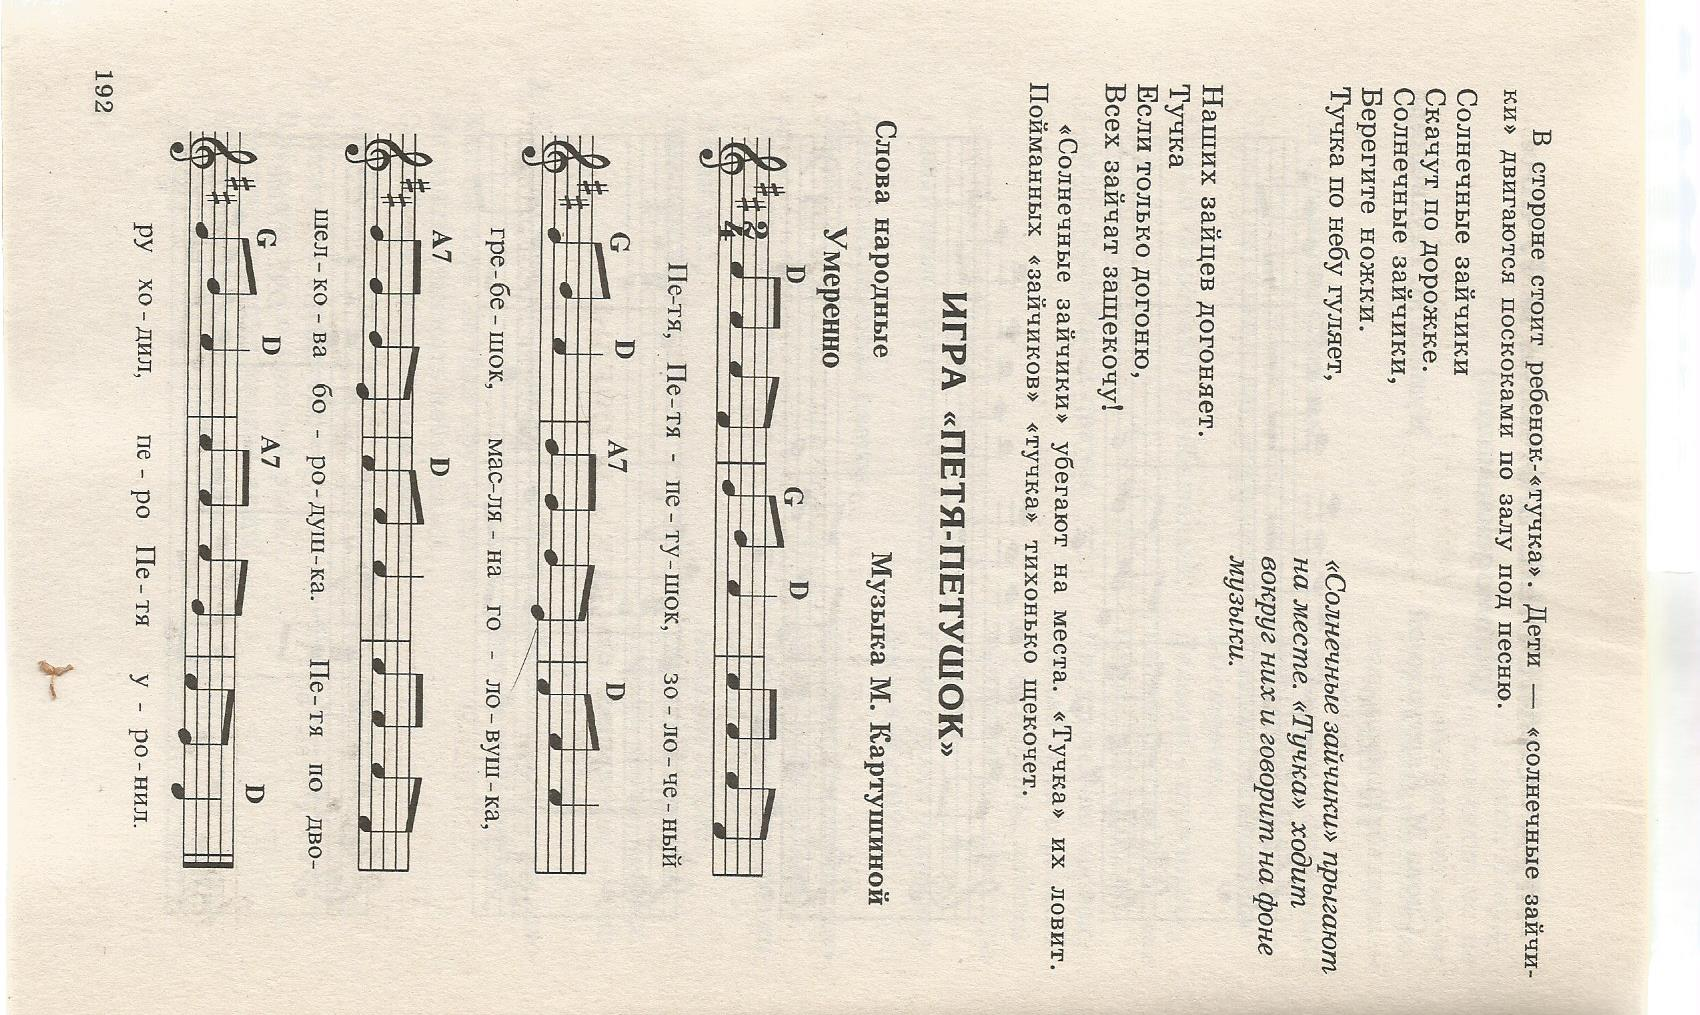 В стороне стоит ребенок-«тучка». Дети — «солнечные зайчи-
ки» двигаются поскоками по залу под песню.
Солнечные зайчики
Скачут по дорожке.
Солнечные зайчики,
Берегите ножки.
Тучка по небу гуляет,
«Солнечные зайчики» прыгают
на месте. «Тучка» ходит
вокруг них и говорит на фоне
музыки.
Наших зайцев догоняет.
Тучка
Если только догоню,
Всех зайчат защекочу!
«Солнечные зайчики» убегают на места. «Тучка» их ловит.
Пойманных «зайчиков» «тучка» тихонько щекочет.
ИГРА «ПЕТЯ-ПЕТУШОК»
Слова народные Музыка М. Картушиной
Умеренно
D G D
2
4
Пе-тя, Пе-тя - пе-ту-шок, зо-ло-че-ный
G D A7 D
гре-бе-шок, мас-ля-на го - ло-вуш-ка,
A7 D
шел-ко-ва бо - ро-душ-ка. Пе-тя по дво-
G D A7 D
ру хо-дил, пе-ро Пе-тя у - ро-нил.
192